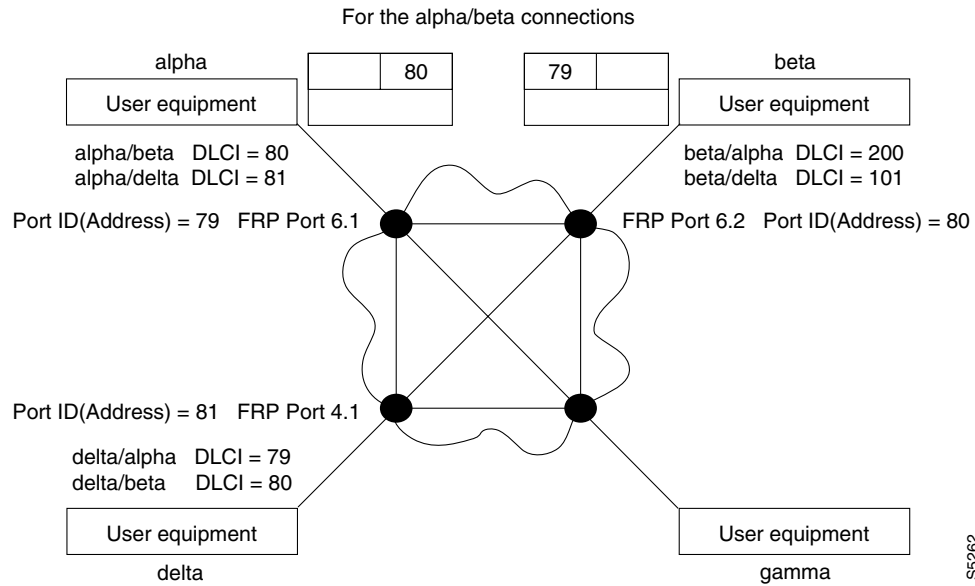 For the alpha/beta connections
alpha
80
79
beta
User equipment
User equipment
alpha/beta DLCI = 80
alpha/delta DLCI = 81
beta/alpha DLCI = 200
beta/delta DLCI = 101
Port ID(Address) = 79 FRP Port 6.1
FRP Port 6.2 Port ID(Address) = 80
Port ID(Address) = 81 FRP Port 4.1
delta/alpha DLCI = 79
delta/beta DLCI = 80
User equipment
User equipment
delta
gamma
S5262